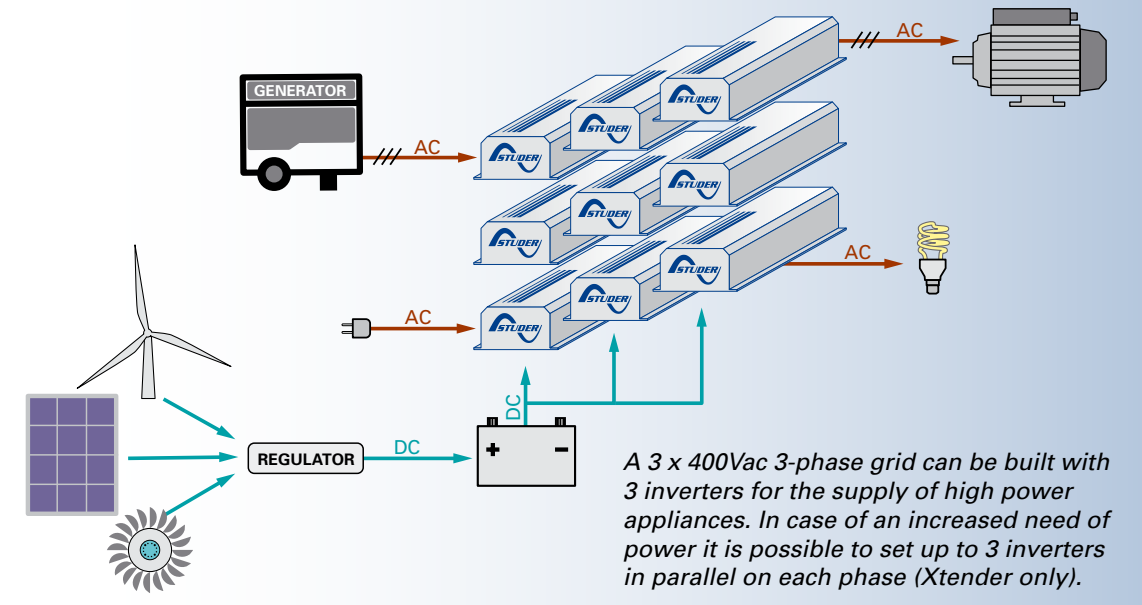 AC
GENERATOR
AC
STUDER
STUDER
STUDER
STUDER
STUDER
STUDER
STUDER
STUDER
STUDER
AC
AC
DC
REGULATOR
DC
+ −
A 3 x 400Vac 3-phase grid can be built with
3 inverters for the supply of high power
appliances. In case of an increased need of
power it is possible to set up to 3 inverters
in parallel on each phase (Xtender only).